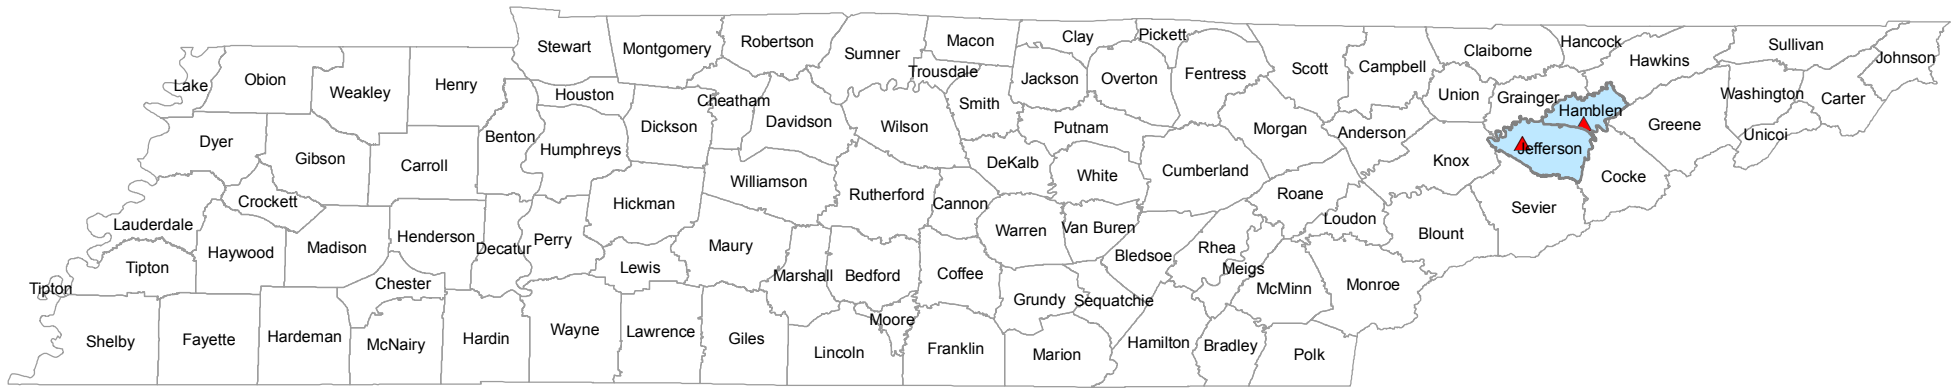 Stewart
Montgomery
Robertson
Sumner
Macon
Clay
Pickett
Claiborne
Hancock
Hawkins
Sullivan
Johnson
Lake
Obion
Weakley
Henry
Houston
Cheatham
Trousdale
Smith
Jackson
Overton
Fentress
Scott
Campbell
Union
Grainger
Hamblen
Washington
Carter
Dyer
Gibson
Carroll
Benton
Humphreys
Dickson
Davidson
Wilson
Putnam
Morgan
Anderson
Knox
Jefferson
Greene
Unicoi
Crockett
Hickman
Williamson
Rutherford
Cannon
DeKalb
White
Cumberland
Roane
Loudon
Sevier
Cocke
Lauderdale
Haywood
Madison
Henderson
Decatur
Perry
Lewis
Maury
Marshall
Bedford
Coffee
Warren
Van Buren
Bledsoe
Rhea
Meigs
McMinn
Monroe
Blount
Tipton
Tipton
Chester
Grundy
Sequatchie
Shelby
Fayette
Hardeman
McNairy
Hardin
Wayne
Lawrence
Giles
Lincoln
Moore
Franklin
Marion
Hamilton
Bradley
Polk